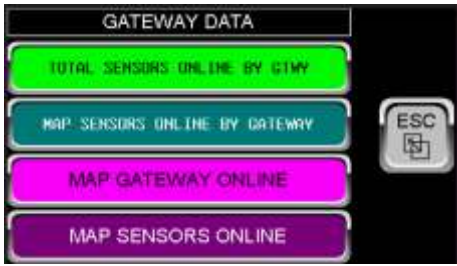 GATEWAY DATA
TOTAL SENSORS ONLINE BY GTWY
MAP SENSORS ONLINE BY GATEWAY
ESC
MAP GATEWAY ONLINE
MAP SENSORS ONLINE